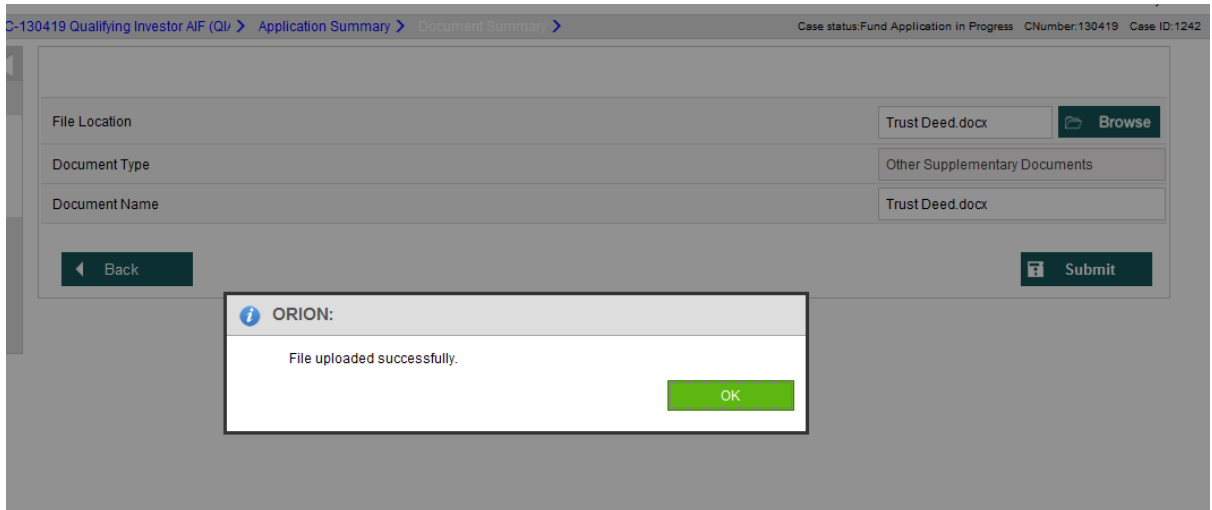 C-130419 Qualifying Investor AIF (QIA Application Summary Document Summary Case status:Fund Application in Progress CNumber:130419 Case ID:1242
File Location Trust Deed.docx Browse
Document Type Other Supplementary Documents
Document Name Trust Deed.docx
Back Submit
ORION:
File uploaded successfully.
OK